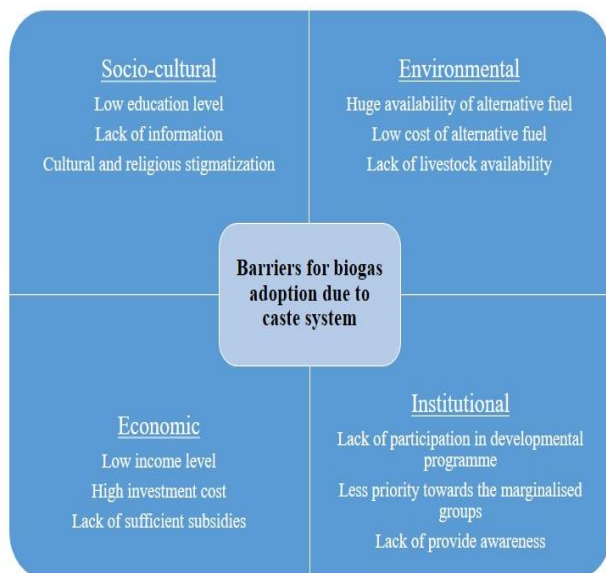 Socio-cultural
Low education level
Lack of information
Cultural and religious stigmatization
Environmental
Huge availability of alternative fuel
Low cost of alternative fuel
Lack of livestock availability
Barriers for biogas
adoption due to
caste system
Economic
Low income level
High investment cost
Lack of sufficient subsidies
Institutional
Lack of participation in developmental
programme
Less priority towards the marginalised
groups
Lack of provide awareness